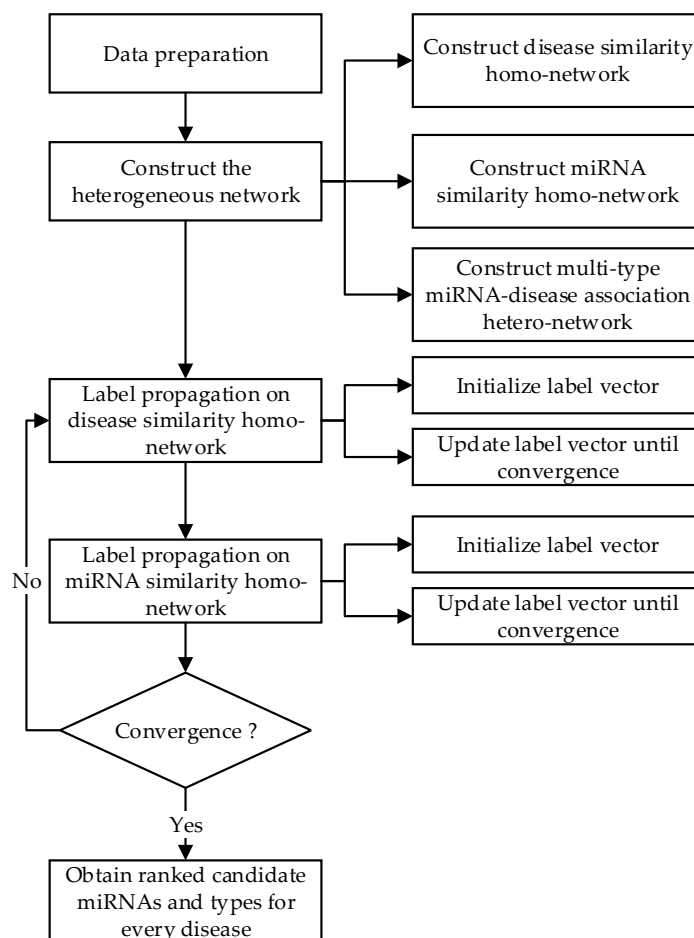 Data preparation
Construct disease similarity
homo-network
Construct the
heterogeneous network
Construct miRNA
similarity homo-network
Construct multi-type
miRNA-disease association
hetero-network
Label propagation on
disease similarity homo-
network
Initialize label vector
Update label vector until
convergence
Label propagation on
miRNA similarity homo-
network
Initialize label vector
Update label vector until
convergence
No
Convergence ?
Yes
Obtain ranked candidate
miRNAs and types for
every disease